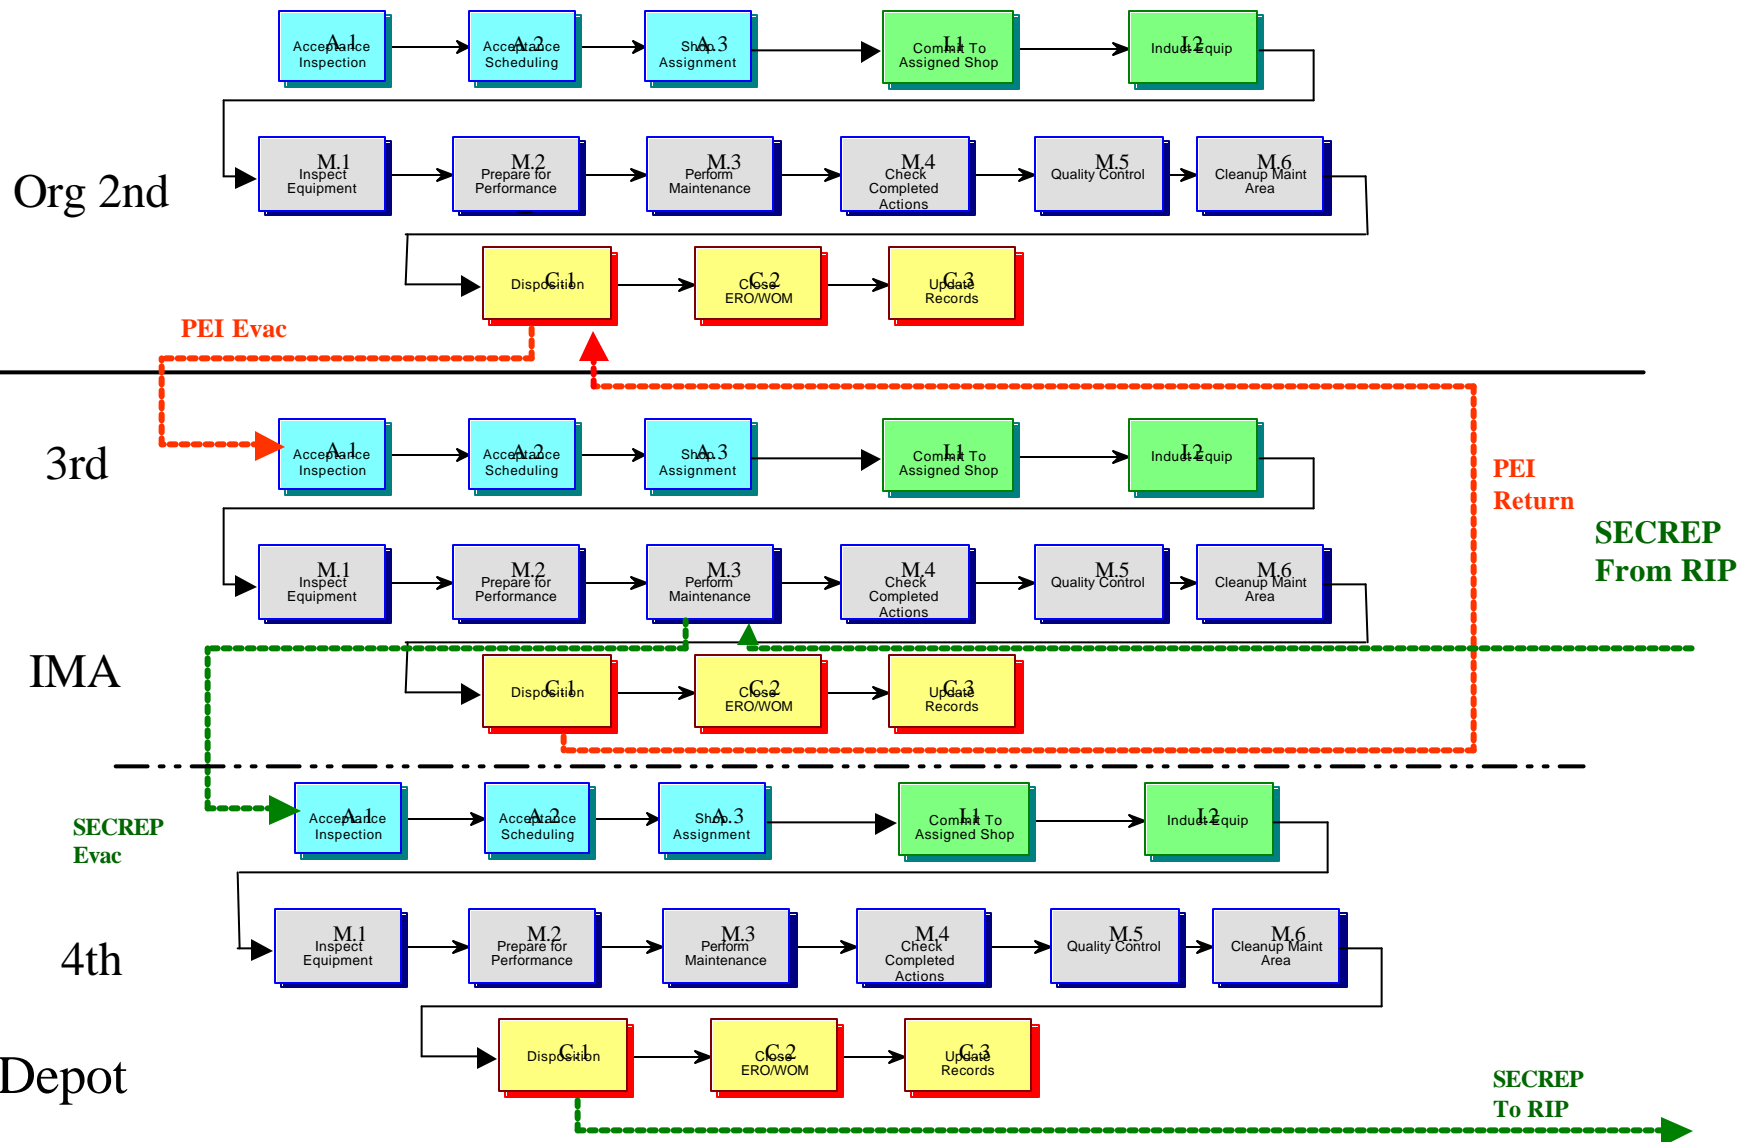 A.1
Acceptance
Inspection
A.2
Acceptance
Scheduling
A.3
Shop
Assignment
I.1
Commit To
Assigned Shop
I.2
Induct Equip
Org 2nd
M.1
Inspect
Equipment
M.2
Prepare for
Performance
M.3
Perform
Maintenance
M.4
Check
Completed
Actions
M.5
Quality Control
M.6
Cleanup Maint
Area
C.1
Disposition
C.2
Close
ERO/WOM
C.3
Update
Records
PEI Evac
3rd
A.1
Acceptance
Inspection
A.2
Acceptance
Scheduling
A.3
Shop
Assignment
I.1
Commit To
Assigned Shop
I.2
Induct Equip
PEI
Return
SECREP
From RIP
M.1
Inspect
Equipment
M.2
Prepare for
Performance
M.3
Perform
Maintenance
M.4
Check
Completed
Actions
M.5
Quality Control
M.6
Cleanup Maint
Area
IMA
C.1
Disposition
C.2
Close
ERO/WOM
C.3
Update
Records
SECREP
Evac
A.1
Acceptance
Inspection
A.2
Acceptance
Scheduling
A.3
Shop
Assignment
I.1
Commit To
Assigned Shop
I.2
Induct Equip
4th
M.1
Inspect
Equipment
M.2
Prepare for
Performance
M.3
Perform
Maintenance
M.4
Check
Completed
Actions
M.5
Quality Control
M.6
Cleanup Maint
Area
Depot
C.1
Disposition
C.2
Close
ERO/WOM
C.3
Update
Records
SECREP
To RIP